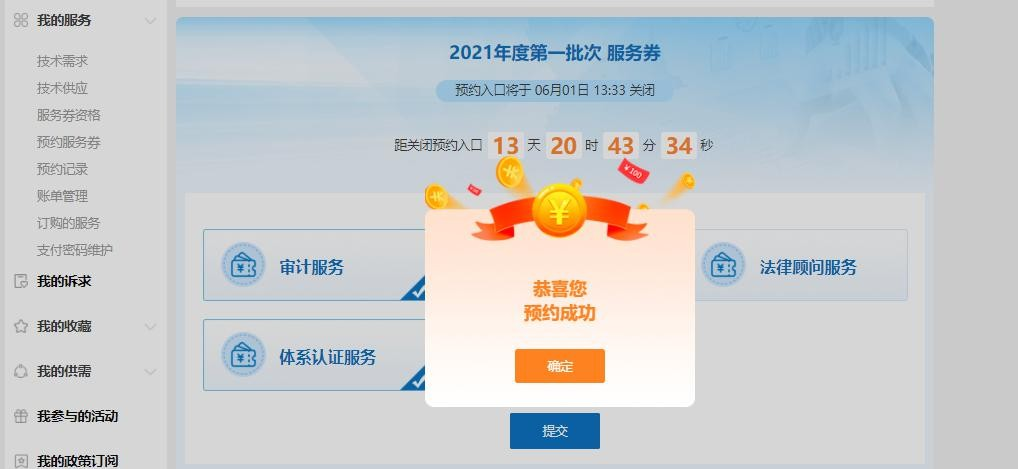 我的服务
技术需求
技术供应
服务券资格
预约服务券
预约记录
账单管理
订购的服务
支付密码维护
我的诉求
我的收藏
我的供需
我参与的活动
我的政策订阅
2021年度第一批次 服务券
预约入口将于 06月01日 13:33 关闭
距关闭预约入口 13 天 20 时 43 分 34 秒
¥100
审计服务
法律顾问服务
体系认证服务
恭喜您
预约成功
确定
提交